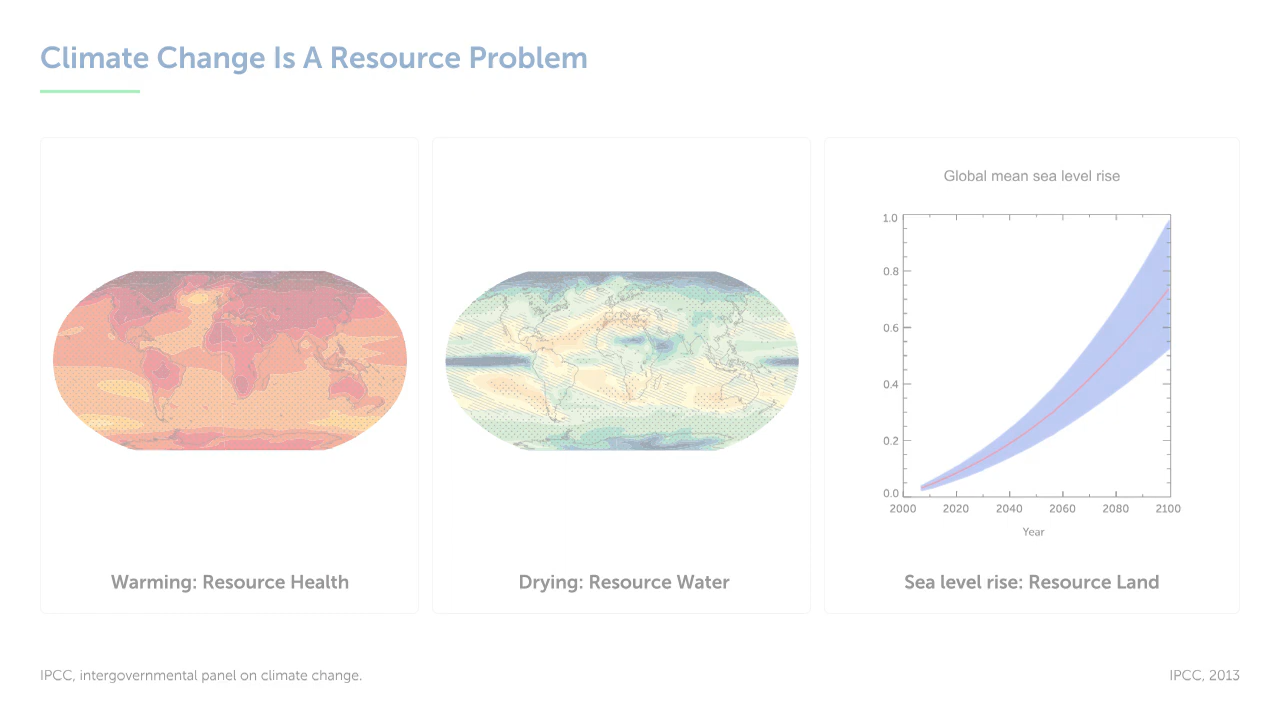 Climate Change Is A Resource Problem
Warming: Resource Health
Drying: Resource Water
Global mean sea level rise
1.0
0.8
0.6
0.4
0.2
0.0
2000 2020 2040 2060 2080 2100
Year
Sea level rise: Resource Land
IPCC, intergovernmental panel on climate change.
IPCC, 2013